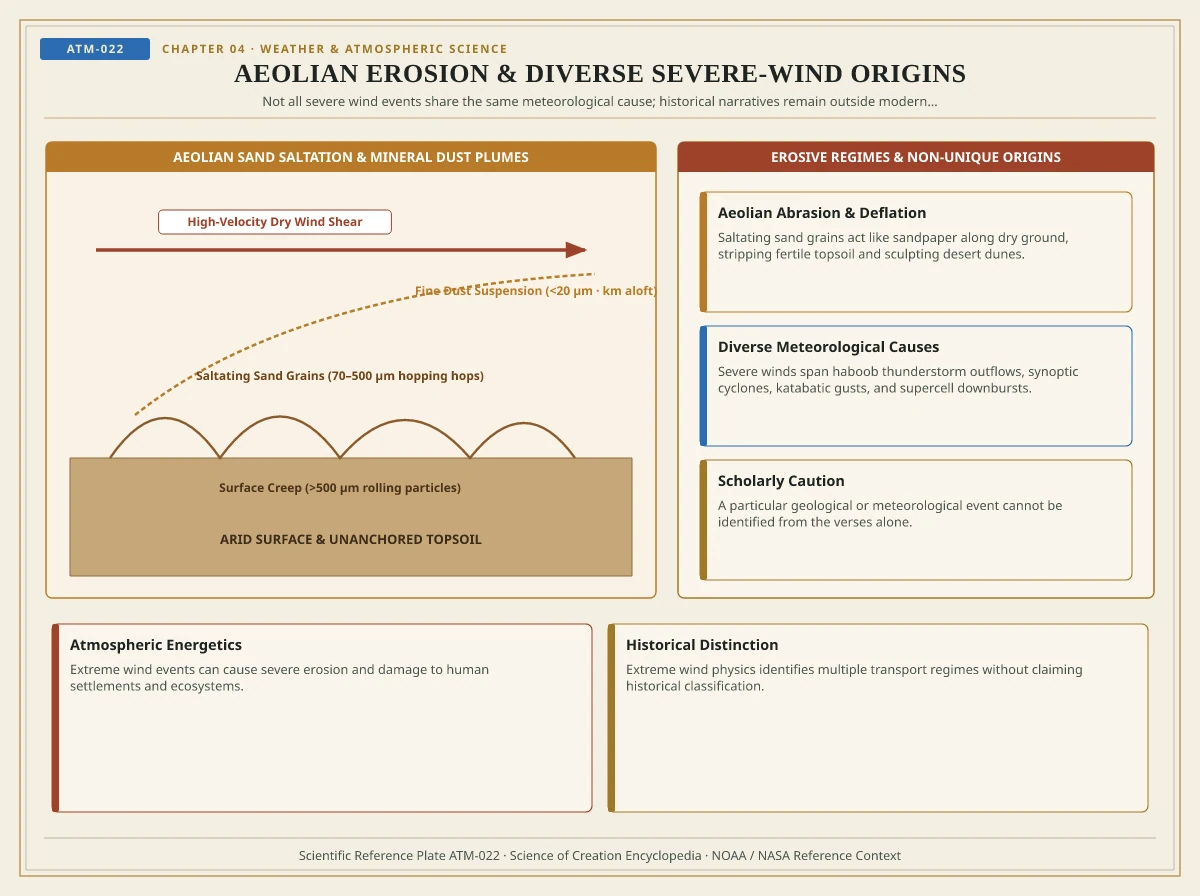 ATM-022
CHAPTER 04 · WEATHER & ATMOSPHERIC SCIENCE
AEOLIAN EROSION & DIVERSE SEVERE-WIND ORIGINS
Not all severe wind events share the same meteorological cause; historical narratives remain outside modern…
AEOLIAN SAND SALTATION & MINERAL DUST PLUMES
High-Velocity Dry Wind Shear
Fine Dust Suspension (<20 µm · km aloft)
Saltating Sand Grains (70–500 µm hopping hops)
Surface Creep (>500 µm rolling particles)
ARID SURFACE & UNANCHORED TOPSOIL
EROSIVE REGIMES & NON-UNIQUE ORIGINS
Aeolian Abrasion & Deflation
Saltating sand grains act like sandpaper along dry ground,
stripping fertile topsoil and sculpting desert dunes.
Diverse Meteorological Causes
Severe winds span haboob thunderstorm outflows, synoptic
cyclones, katabatic gusts, and supercell downbursts.
Scholarly Caution
A particular geological or meteorological event cannot be
identified from the verses alone.
Atmospheric Energetics
Extreme wind events can cause severe erosion and damage to human
settlements and ecosystems.
Historical Distinction
Extreme wind physics identifies multiple transport regimes without claiming
historical classification.
Scientific Reference Plate ATM-022 · Science of Creation Encyclopedia · NOAA / NASA Reference Context